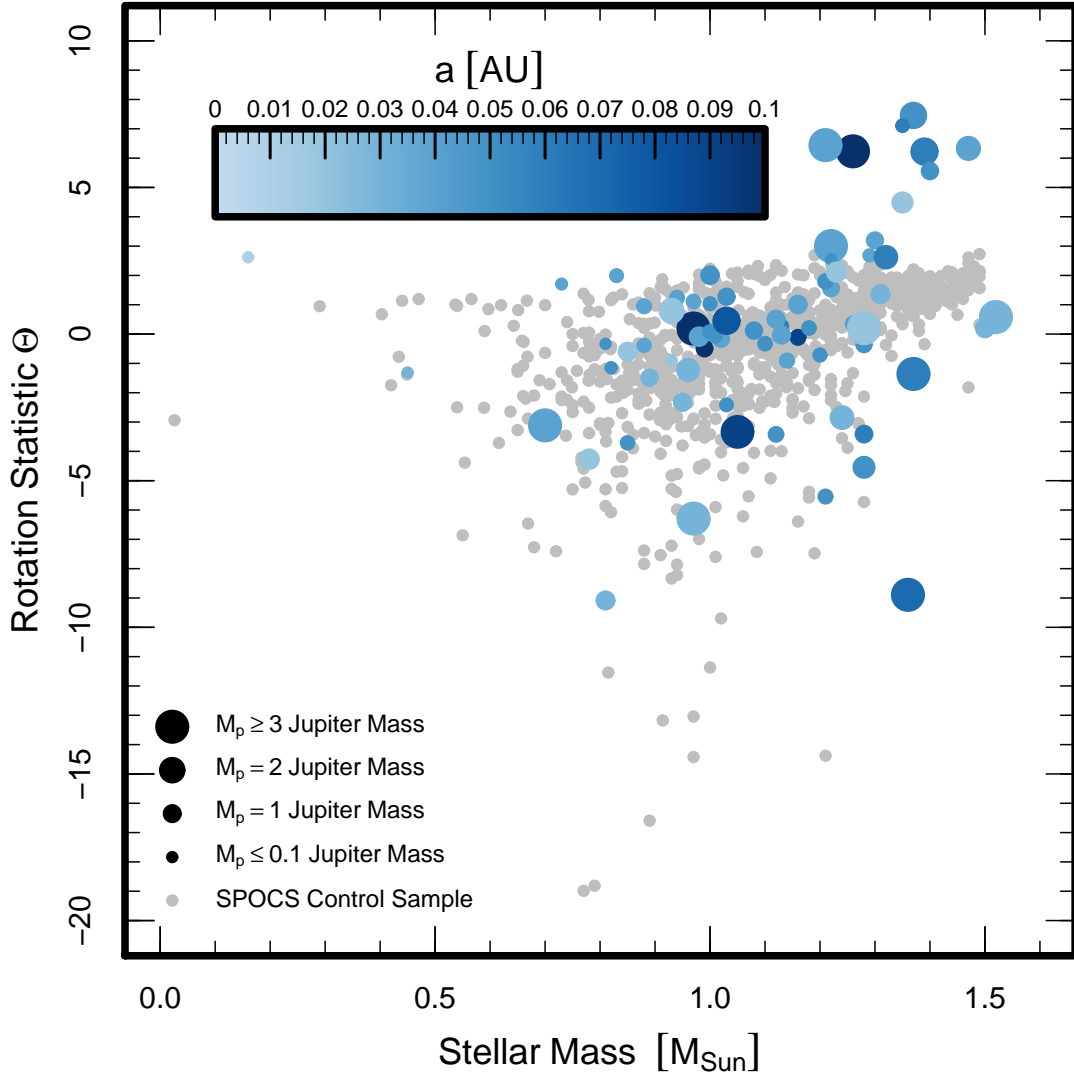 a [AU]
0 0.01 0.02 0.03 0.04 0.05 0.06 0.07 0.08 0.09 0.1
10
5
0
−5
−10
−15
−20
Rotation Statistic Θ
Mp ≥ 3 Jupiter Mass
Mp = 2 Jupiter Mass
Mp = 1 Jupiter Mass
Mp ≤ 0.1 Jupiter Mass
SPOCS Control Sample
0.0 0.5 1.0 1.5
Stellar Mass [MSun]